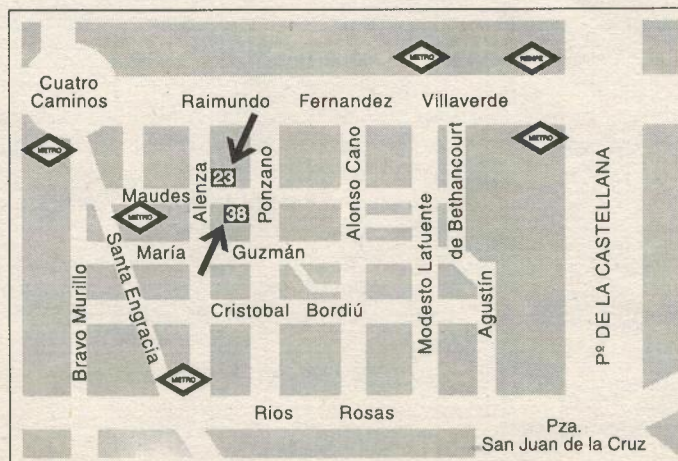 METRO
RENFE
Cuatro
Caminos
Raimundo Fernandez Villaverde
METRO
METRO
23
Maudes
Alenza
Ponzano
Alonso Cano
Modesto Lafuente
de Bethancourt
Agustín
38
METRO
María Guzmán
Santa Engracia
Bravo Murillo
Cristobal Bordiú
Pº DE LA CASTELLANA
METRO
Rios Rosas
Pza.
San Juan de la Cruz